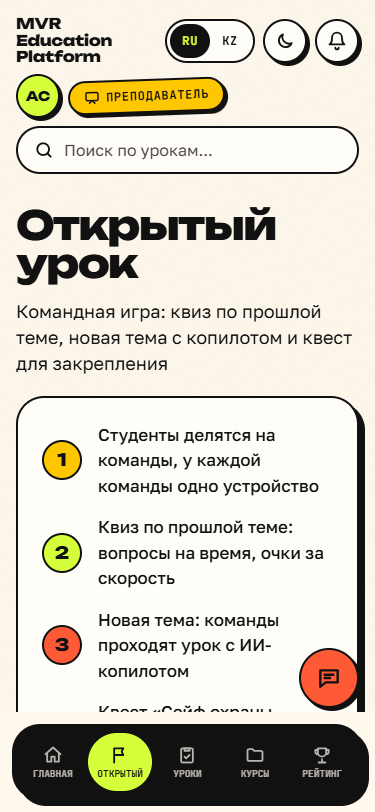 MVR
Education
Platform
RU KZ
AC
ПРЕПОДАВАТЕЛЬ
Поиск по урокам...
Открытый
урок
Командная игра: квиз по прошлой
теме, новая тема с копилотом и квест
для закрепления
1
Студенты делятся на
команды, у каждой
команды одно устройство
2
Квиз по прошлой теме:
вопросы на время, очки за
скорость
3
Новая тема: команды
проходят урок с ИИ-
копилотом
Квест «Сейф охраны
ГЛАВНАЯ ОТКРЫТЫЙ УРОКИ КУРСЫ РЕЙТИНГ